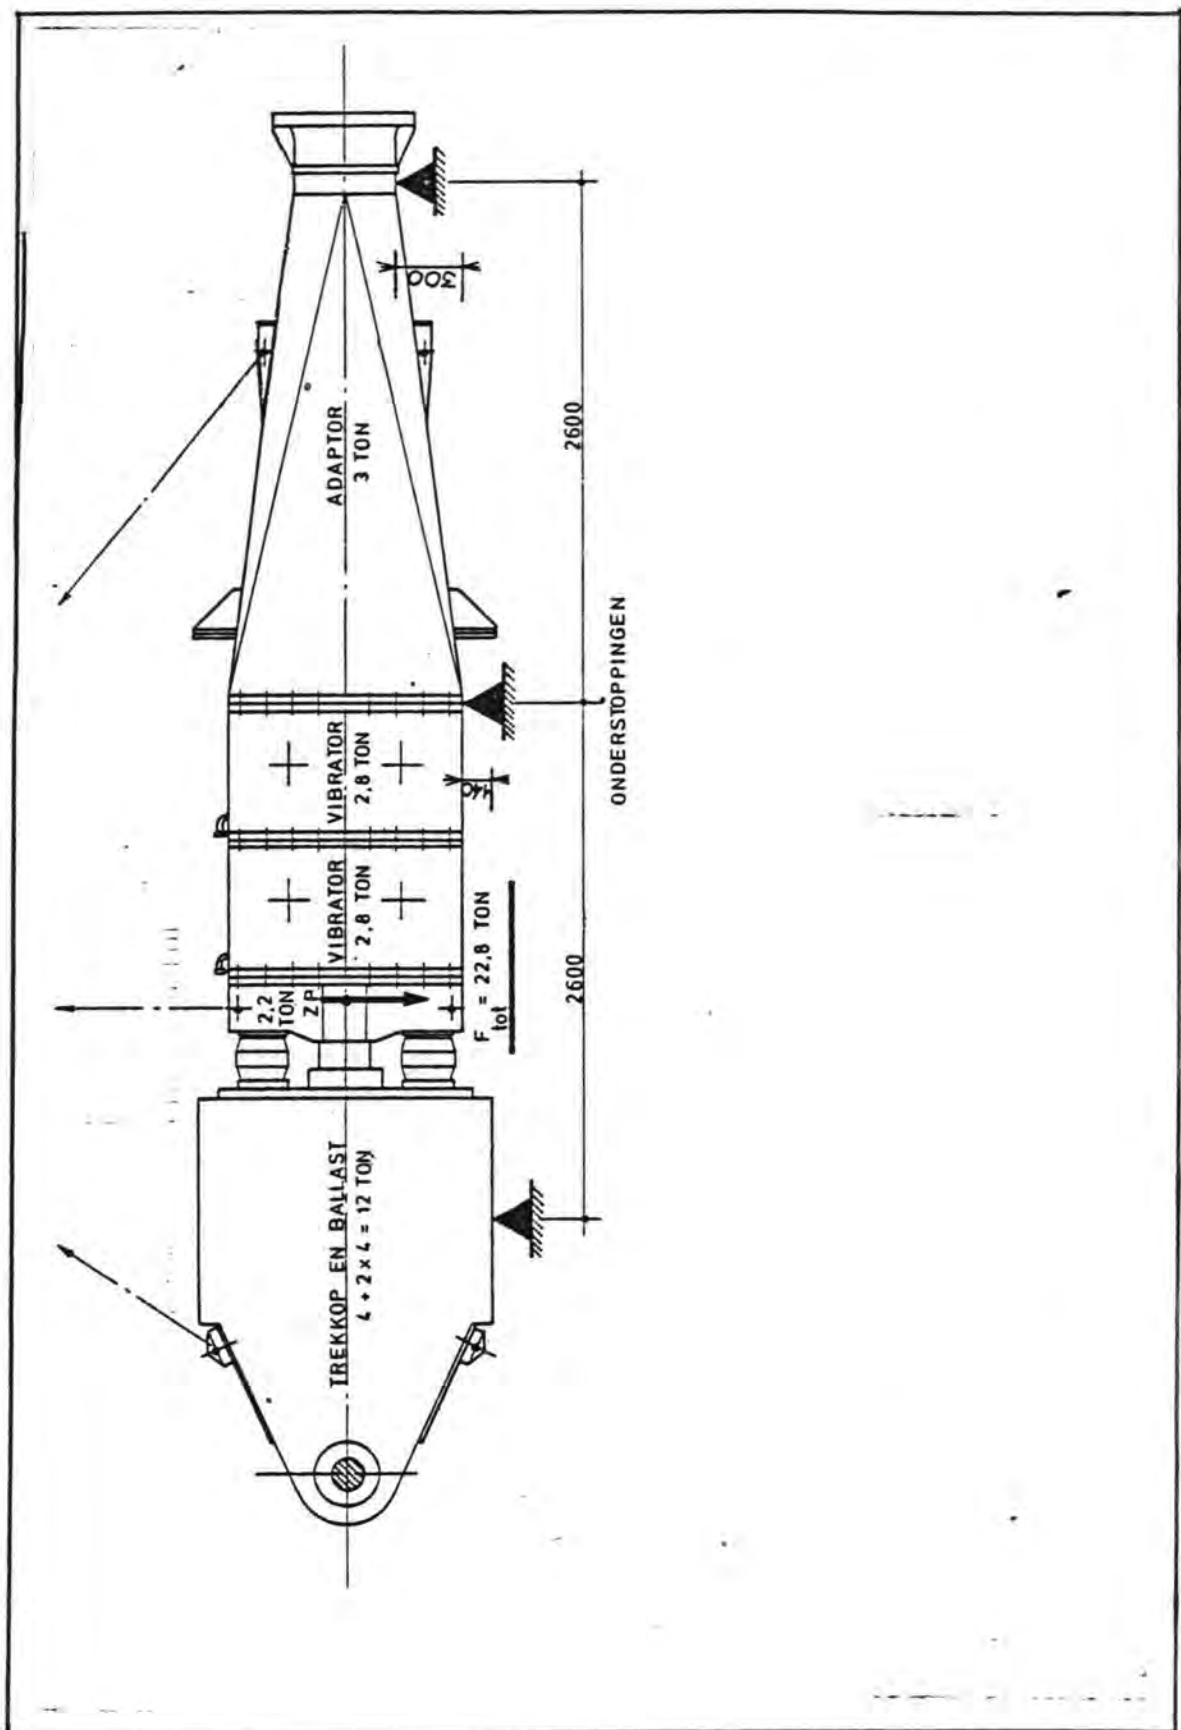 TREKKOP EN BALLAST
4 + 2 x 4 = 12 TON
2,2
TON
ZP
F tot = 22,8 TON
VIBRATOR
2,8 TON
VIBRATOR
2,8 TON
ADAPTOR
3 TON
300
2600
2600
ONDERSTOPPINGEN